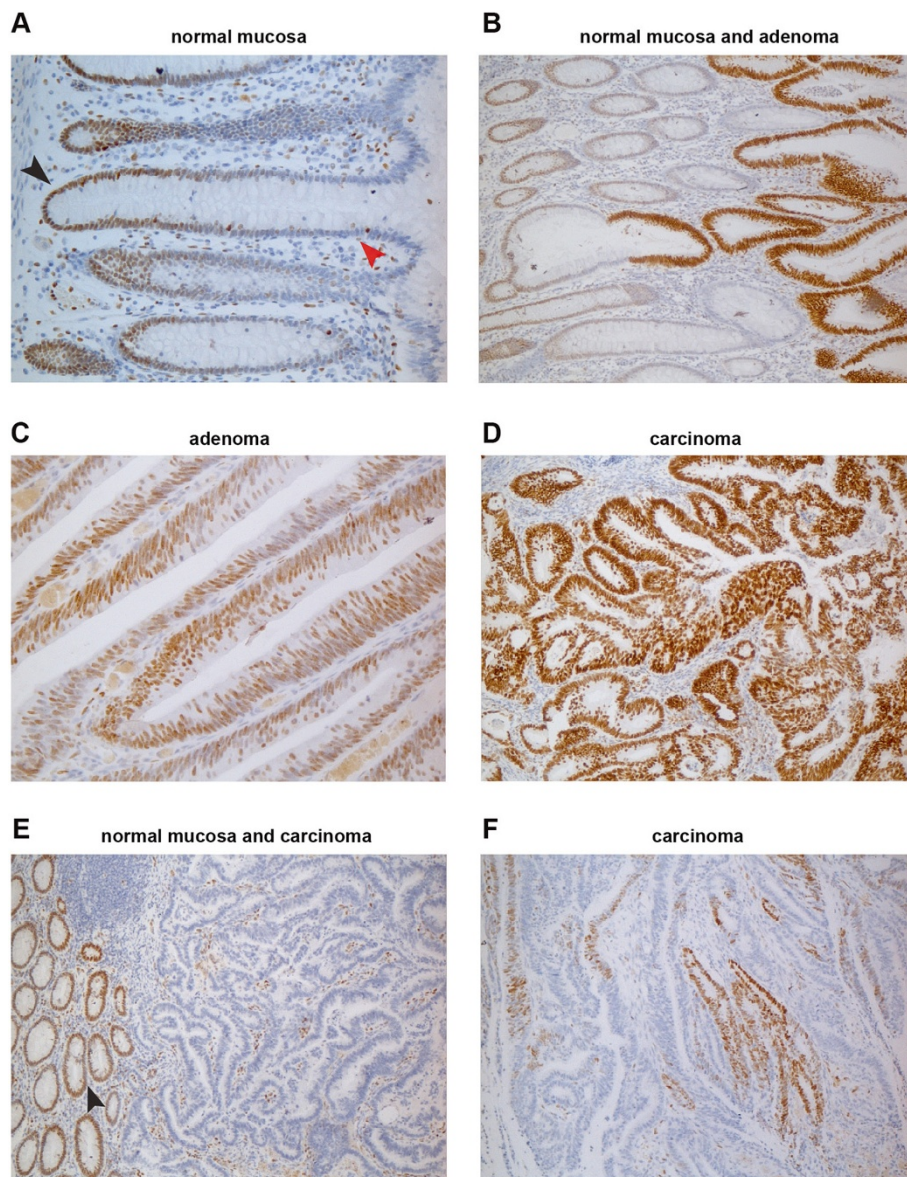 A
normal mucosa
B
normal mucosa and adenoma
C
adenoma
D
carcinoma
E
normal mucosa and carcinoma
F
carcinoma